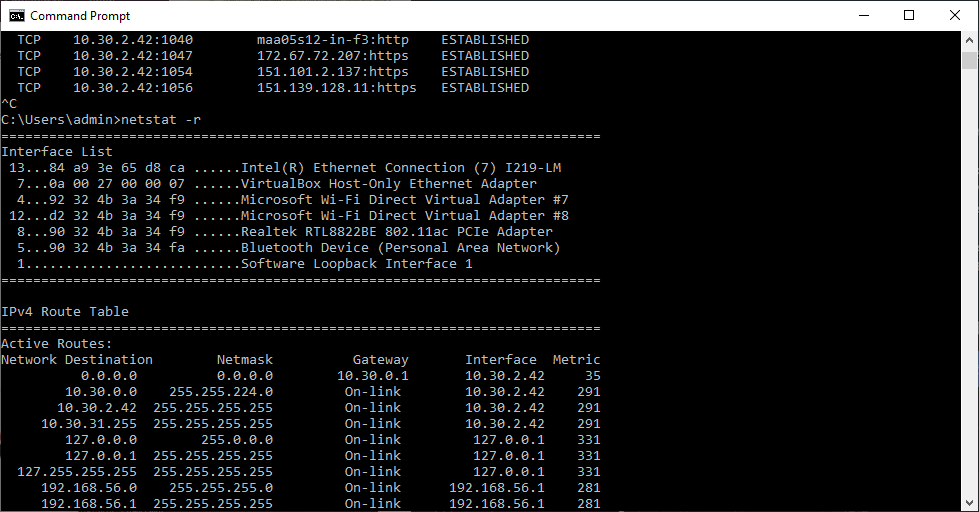 Command Prompt
TCP    10.30.2.42:1040        maa05s12-in-f3:http    ESTABLISHED
TCP    10.30.2.42:1047        172.67.72.207:https    ESTABLISHED
TCP    10.30.2.42:1054        151.101.2.137:https    ESTABLISHED
TCP    10.30.2.42:1056        151.139.128.11:https   ESTABLISHED
^C
C:\Users\admin>netstat -r
===========================================================================
Interface List
 13...84 a9 3e 65 d8 ca ......Intel(R) Ethernet Connection (7) I219-LM
  7...0a 00 27 00 00 07 ......VirtualBox Host-Only Ethernet Adapter
  4...92 32 4b 3a 34 f9 ......Microsoft Wi-Fi Direct Virtual Adapter #7
 12...d2 32 4b 3a 34 f9 ......Microsoft Wi-Fi Direct Virtual Adapter #8
  8...90 32 4b 3a 34 f9 ......Realtek RTL8822BE 802.11ac PCIe Adapter
  5...90 32 4b 3a 34 fa ......Bluetooth Device (Personal Area Network)
  1...........................Software Loopback Interface 1
===========================================================================
IPv4 Route Table
===========================================================================
Active Routes:
Network Destination        Netmask          Gateway       Interface  Metric
          0.0.0.0          0.0.0.0        10.30.0.1       10.30.2.42     35
        10.30.0.0    255.255.224.0         On-link        10.30.2.42    291
       10.30.2.42  255.255.255.255         On-link        10.30.2.42    291
     10.30.31.255  255.255.255.255         On-link        10.30.2.42    291
        127.0.0.0        255.0.0.0         On-link         127.0.0.1    331
        127.0.0.1  255.255.255.255         On-link         127.0.0.1    331
  127.255.255.255  255.255.255.255         On-link         127.0.0.1    331
     192.168.56.0    255.255.255.0         On-link      192.168.56.1    281
     192.168.56.1  255.255.255.255         On-link      192.168.56.1    281